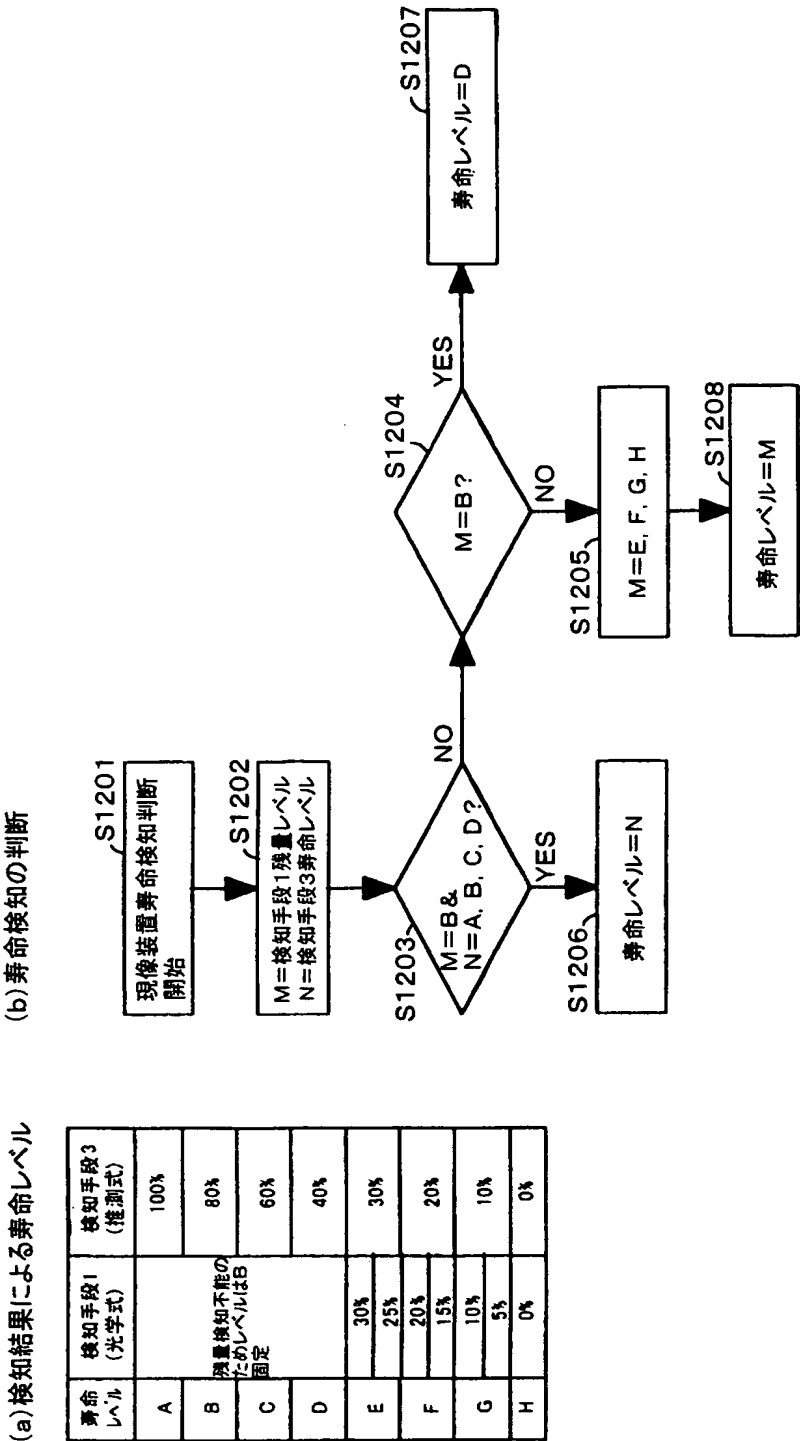 (a)検知結果による寿命レベル
寿命
レベル
検知手段1
(光学式)
検知手段3
(推測式)
A
100%
残量検知不能の
ためレベルはB
固定
B
80%
C
60%
D
40%
E
30%
25%
30%
F
20%
15%
20%
G
10%
5%
10%
H
0%
0%
(b)寿命検知の判断
S1201
現像装置寿命検知判断
開始
S1202
M=検知手段1残量レベル
N=検知手段3寿命レベル
S1203
M=B&
N=A, B, C, D?
NO
YES
S1206
寿命レベル=N
S1204
M=B?
YES
NO
S1207
寿命レベル=D
S1205
M=E, F, G, H
S1208
寿命レベル=M